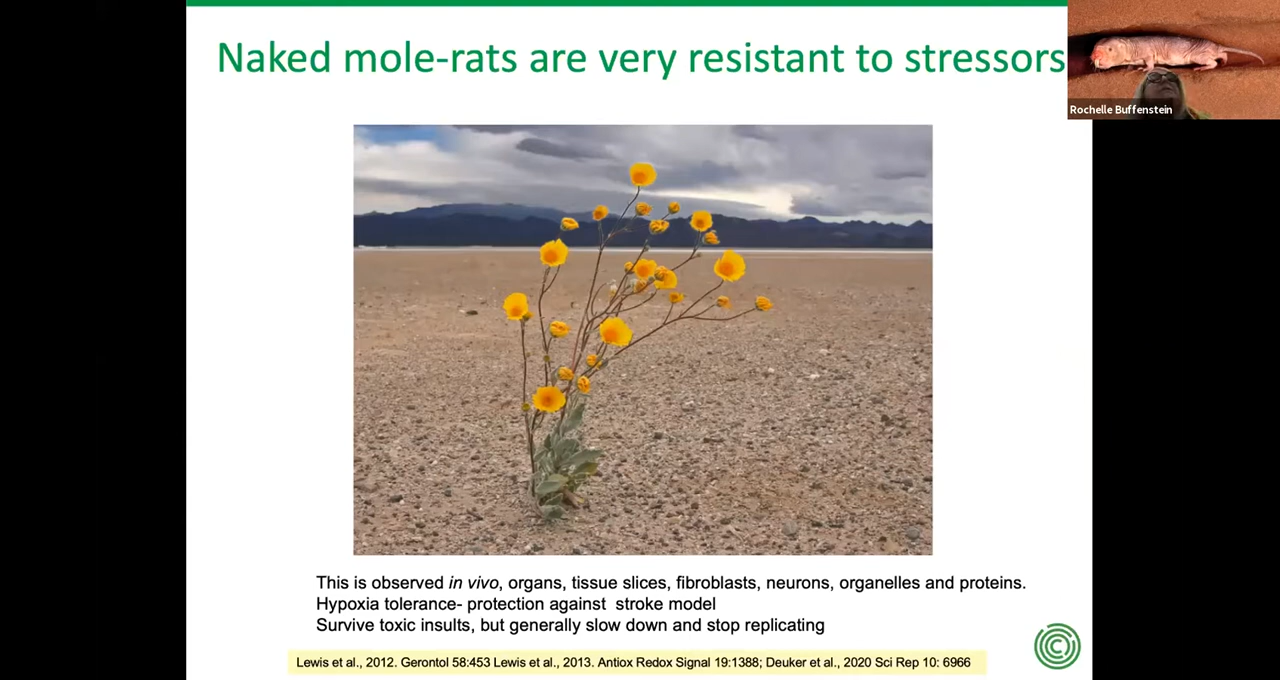 Naked mole-rats are very resistant to stressors
Rochelle Buffenstein
This is observed in vivo, organs, tissue slices, fibroblasts, neurons, organelles and proteins.
Hypoxia tolerance- protection against  stroke model
Survive toxic insults, but generally slow down and stop replicating
Lewis et al., 2012. Gerontol 58:453 Lewis et al., 2013. Antiox Redox Signal 19:1388; Deuker et al., 2020 Sci Rep 10: 6966